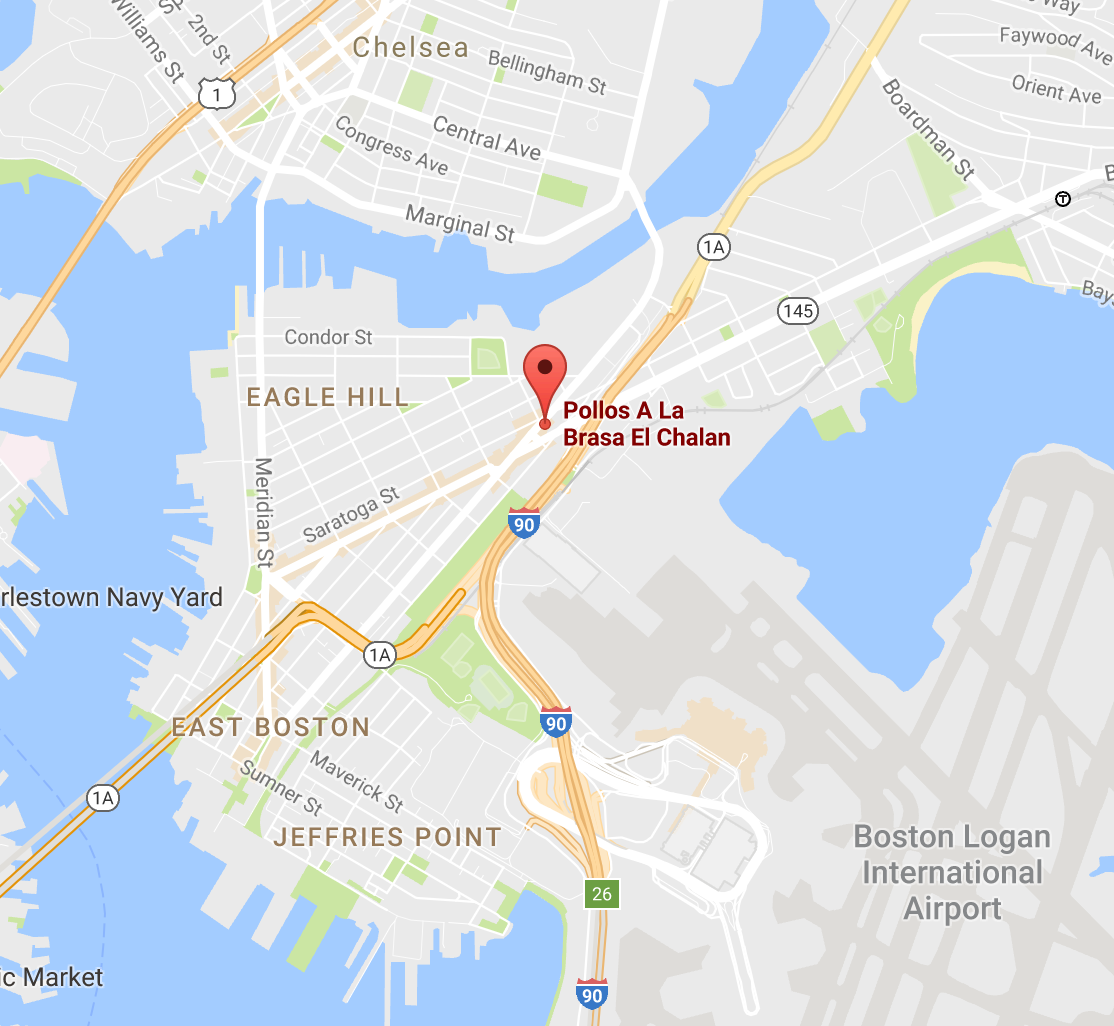 Williams St
2nd St
Chelsea
Bellingham St
Way
Faywood Ave
Orient Ave
1
Boardman St
Central Ave
Congress Ave
Marginal St
T
1A
145
Condor St
EAGLE HILL
Pollos A La
Brasa El Chalan
Meridian St
Saratoga St
90
rlestown Navy Yard
1A
EAST BOSTON
90
Maverick St
Sumner St
1A
JEFFRIES POINT
Boston Logan
International
Airport
26
ic Market
90